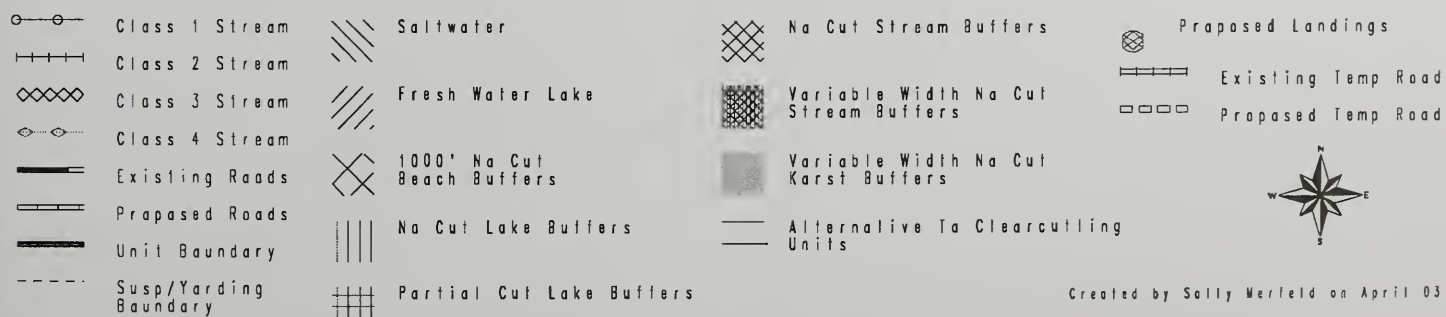 Class 1 Stream
Class 2 Stream
Class 3 Stream
Class 4 Stream
Existing Roads
Proposed Roads
Unit Boundary
Susp/Yarding
Boundary
Saltwater
Fresh Water Lake
1000' No Cut
Beach Buffers
No Cut Lake Buffers
Partial Cut Lake Buffers
No Cut Stream Buffers
Variable Width No Cut
Stream Buffers
Variable Width No Cut
Karst Buffers
Alternative To Clearcutting
Units
Proposed Landings
Existing Temp Road
Proposed Temp Road
N
W E
S
Created by Sally Werfeld on April 03